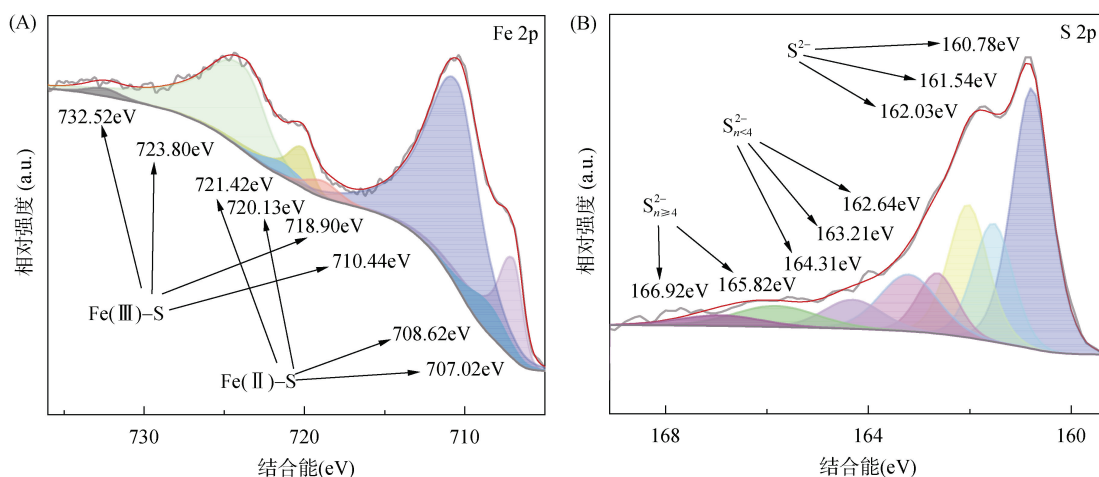 (A)
Fe 2p
732.52eV
723.80eV
721.42eV
720.13eV
718.90eV
710.44eV
Fe(Ⅲ)–S
708.62eV
Fe(Ⅱ)–S
707.02eV
相对强度 (a.u.)
730
720
710
结合能(eV)
(B)
S 2p
S²⁻
160.78eV
161.54eV
162.03eV
S²⁻ₙ<₄
162.64eV
S²⁻ₙ≥₄
163.21eV
164.31eV
166.92eV
165.82eV
相对强度 (a.u.)
168
164
160
结合能(eV)